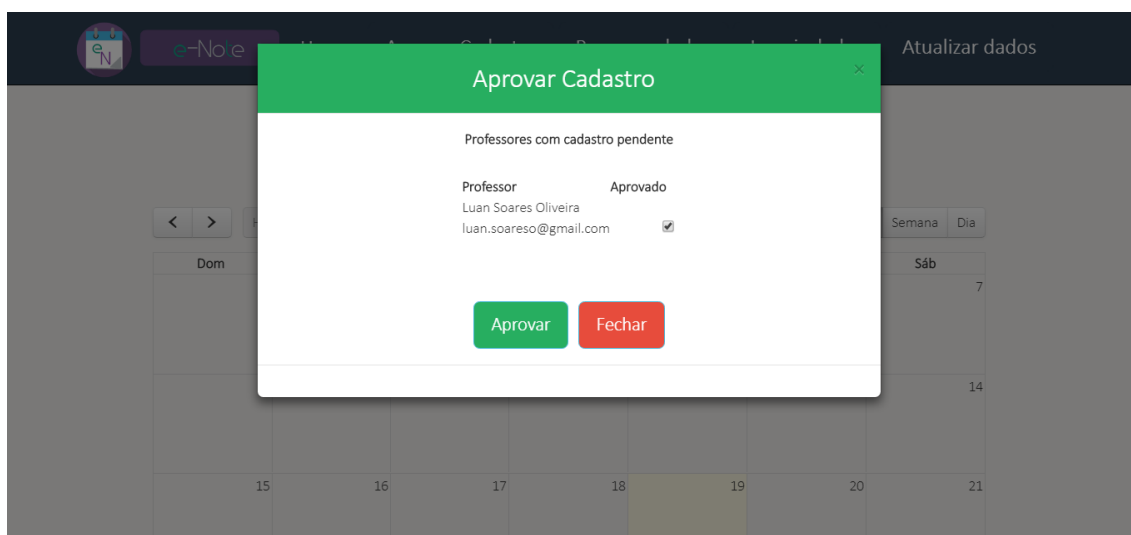 eN
e-Note
Atualizar dados
Aprovar Cadastro
×
Professores com cadastro pendente
Professor Aprovado
Luan Soares Oliveira
luan.soareso@gmail.com
Aprovar Fechar
< >
Semana Dia
Dom Sáb
7
14
15 16 17 18 19 20 21